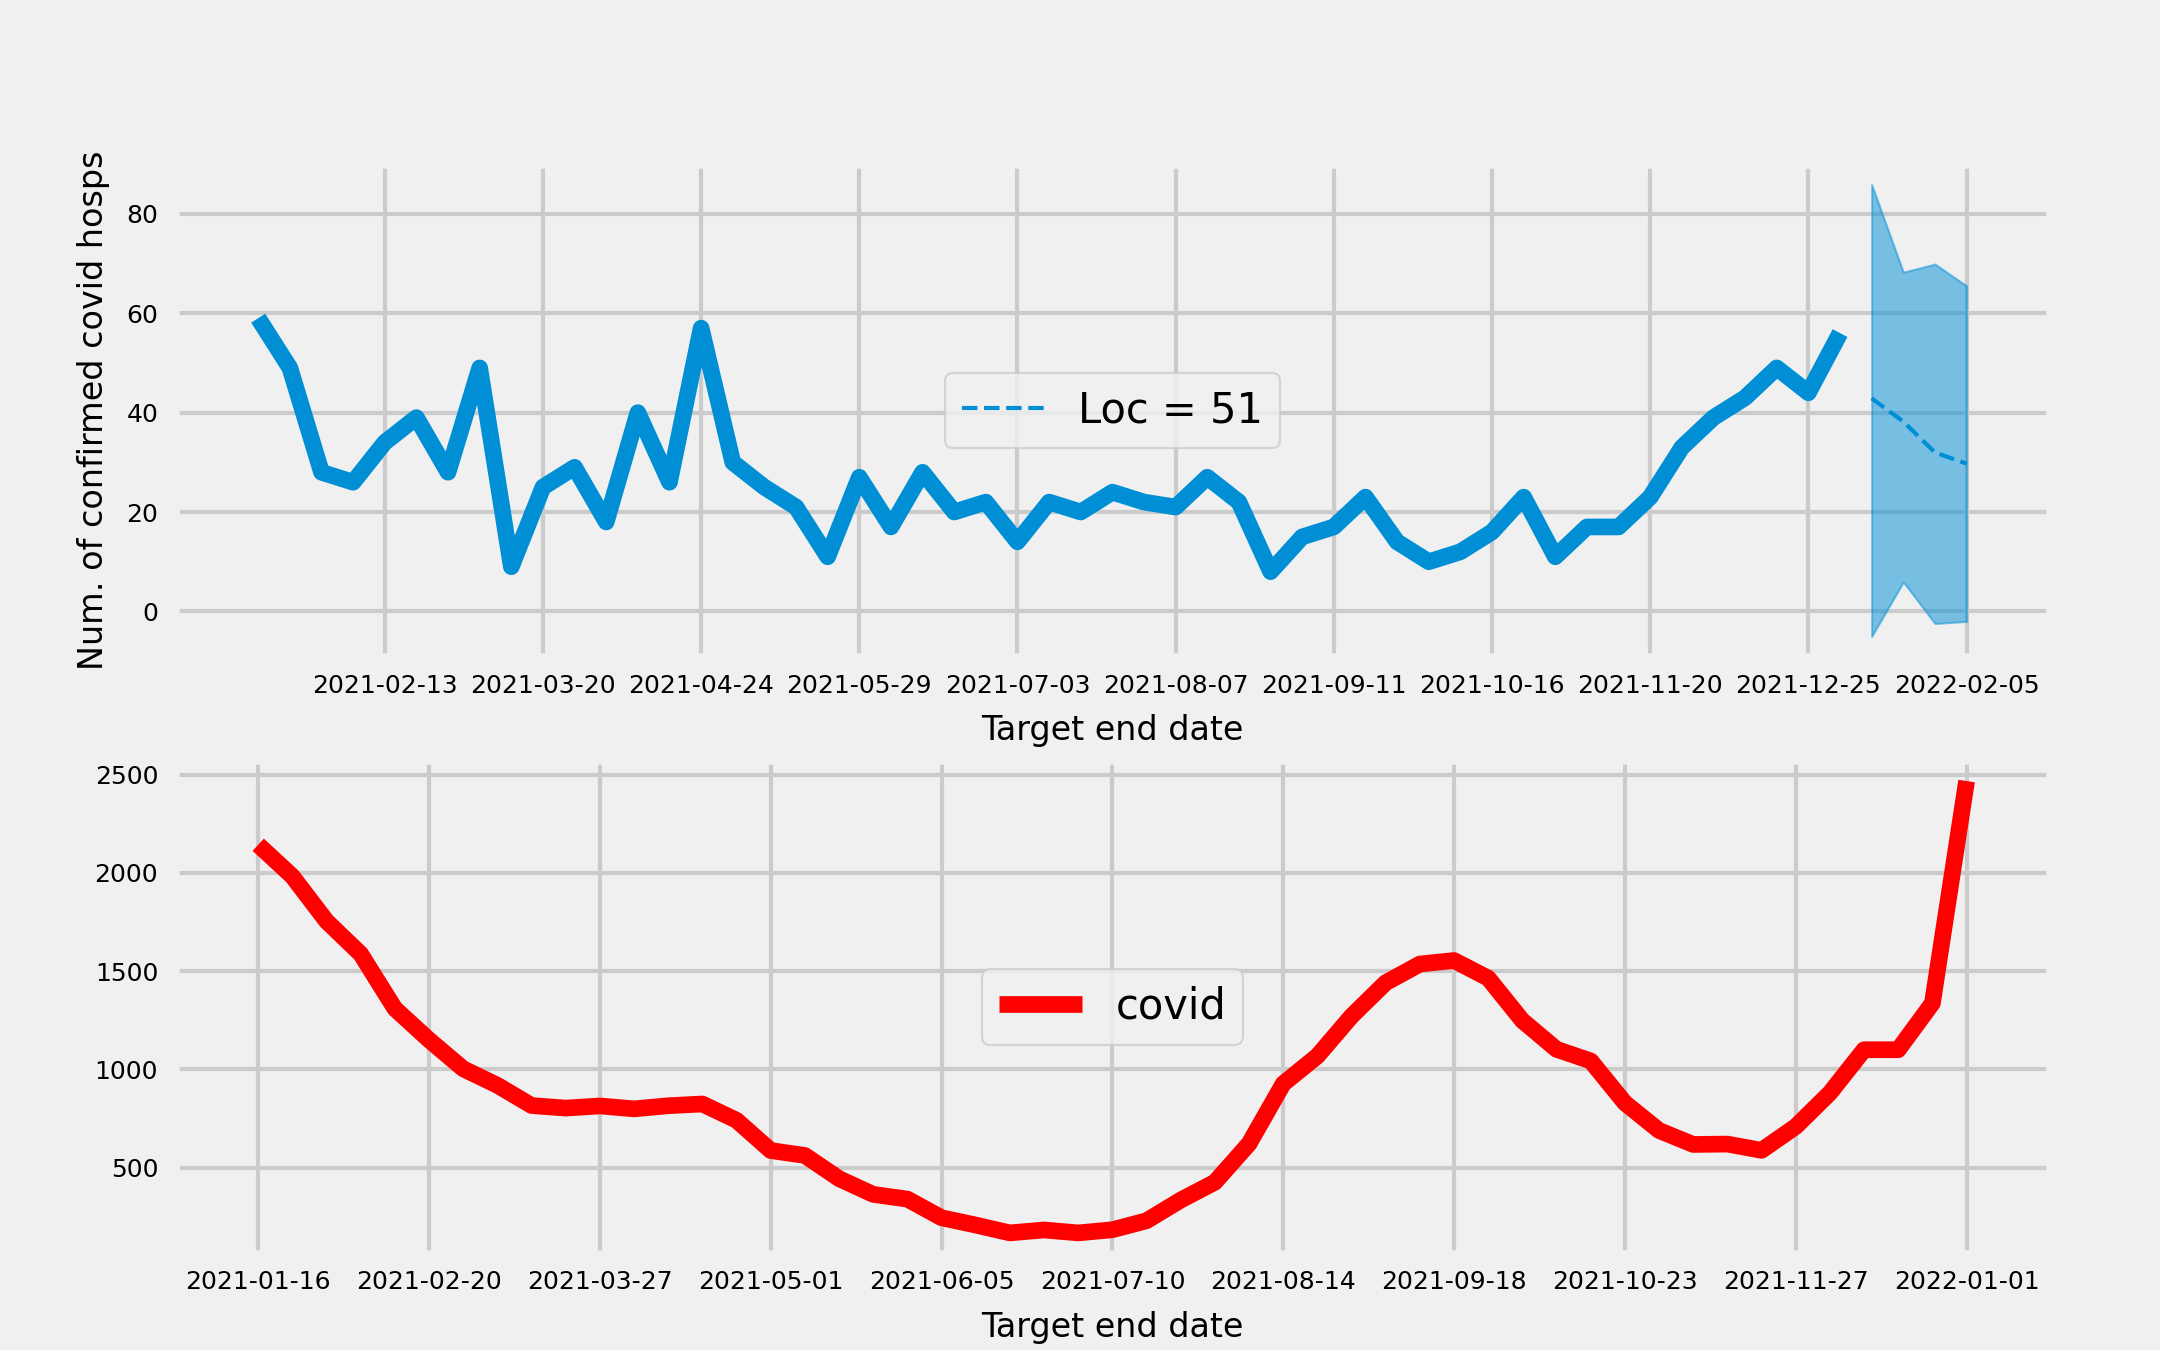 Num. of confirmed covid hosps
80
60
40
20
0
Loc = 51
2021-02-13 2021-03-20 2021-04-24 2021-05-29 2021-07-03 2021-08-07 2021-09-11 2021-10-16 2021-11-20 2021-12-25 2022-02-05
Target end date
2500
2000
1500
1000
500
covid
2021-01-16 2021-02-20 2021-03-27 2021-05-01 2021-06-05 2021-07-10 2021-08-14 2021-09-18 2021-10-23 2021-11-27 2022-01-01
Target end date